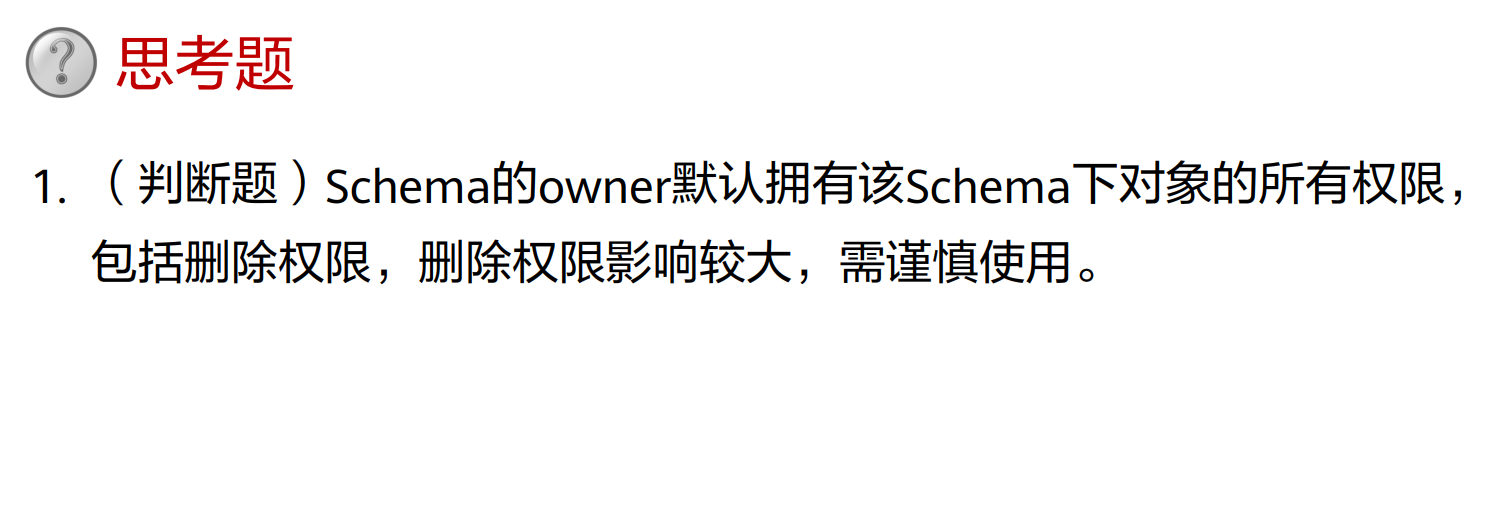 思考题
1. （判断题）Schema的owner默认拥有该Schema下对象的所有权限，
包括删除权限，删除权限影响较大，需谨慎使用。